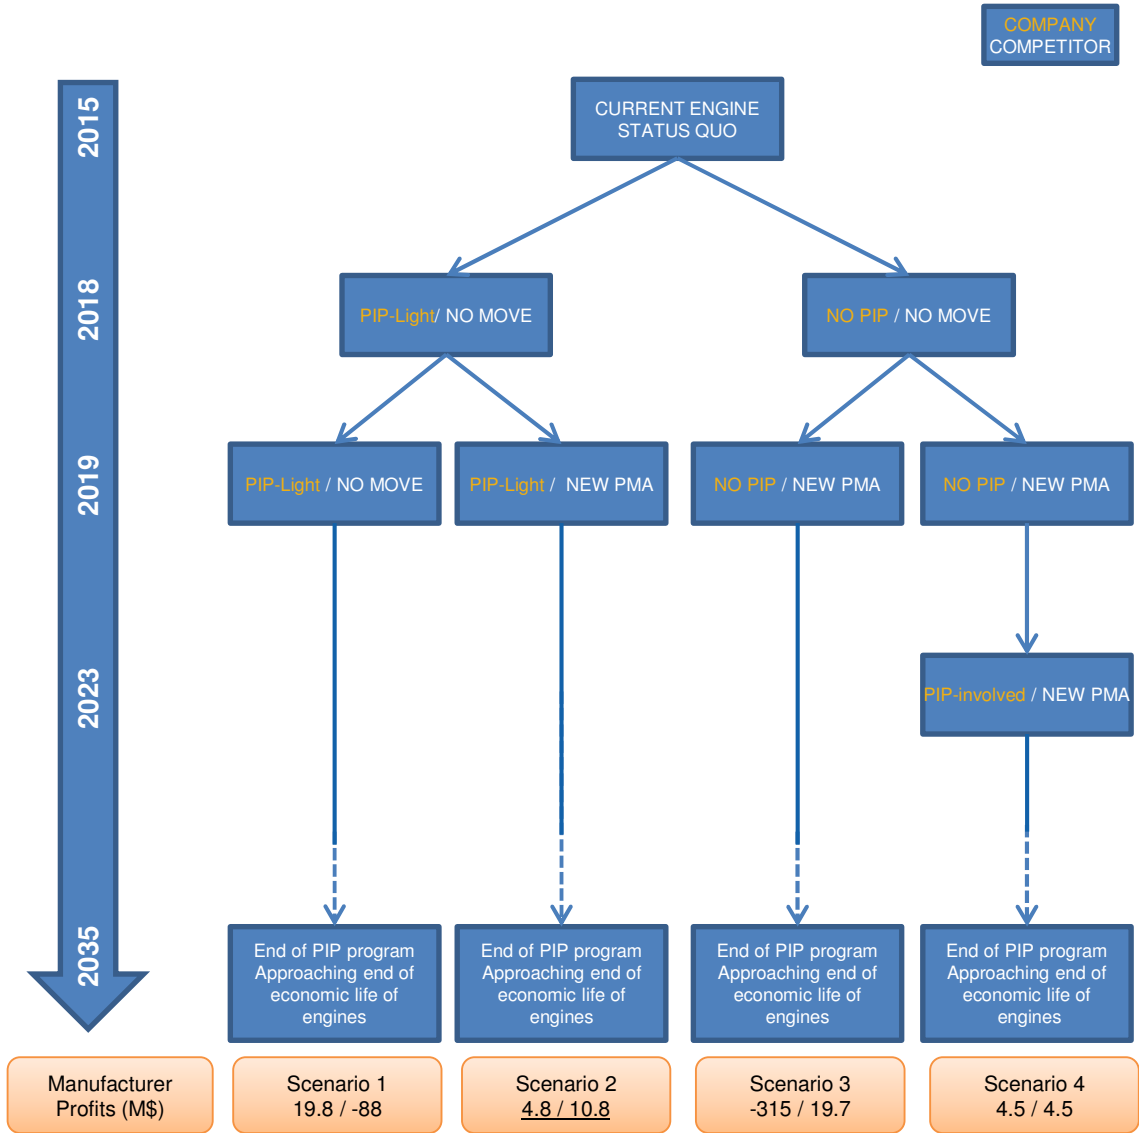 COMPANY
COMPETITOR
2015
CURRENT ENGINE
STATUS QUO
2018
PIP-Light/ NO MOVE
NO PIP / NO MOVE
2019
PIP-Light / NO MOVE
PIP-Light / NEW PMA
NO PIP / NEW PMA
NO PIP / NEW PMA
2023
PIP-involved / NEW PMA
2035
End of PIP program
Approaching end of
economic life of
engines
End of PIP program
Approaching end of
economic life of
engines
End of PIP program
Approaching end of
economic life of
engines
End of PIP program
Approaching end of
economic life of
engines
Manufacturer
Profits (M$)
Scenario 1
19.8 / -88
Scenario 2
4.8 / 10.8
Scenario 3
-315 / 19.7
Scenario 4
4.5 / 4.5